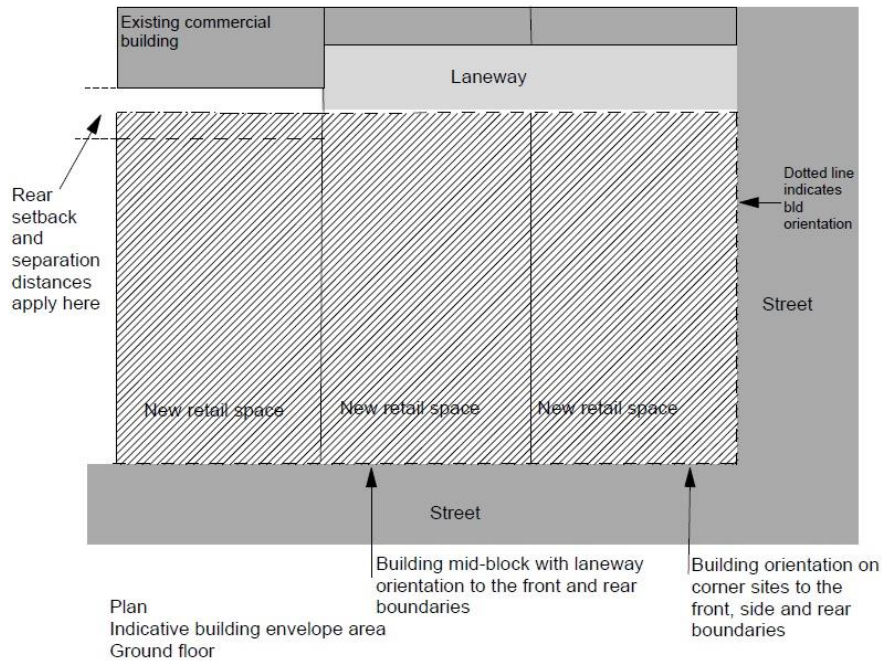 Existing commercial
building
Laneway
Rear
setback
and
separation
distances
apply here
Dotted line
indicates
bld
orientation
Street
New retail space
New retail space
New retail space
Street
Building mid-block with laneway
orientation to the front and rear
boundaries
Building orientation on
corner sites to the
front, side and rear
boundaries
Plan
Indicative building envelope area
Ground floor